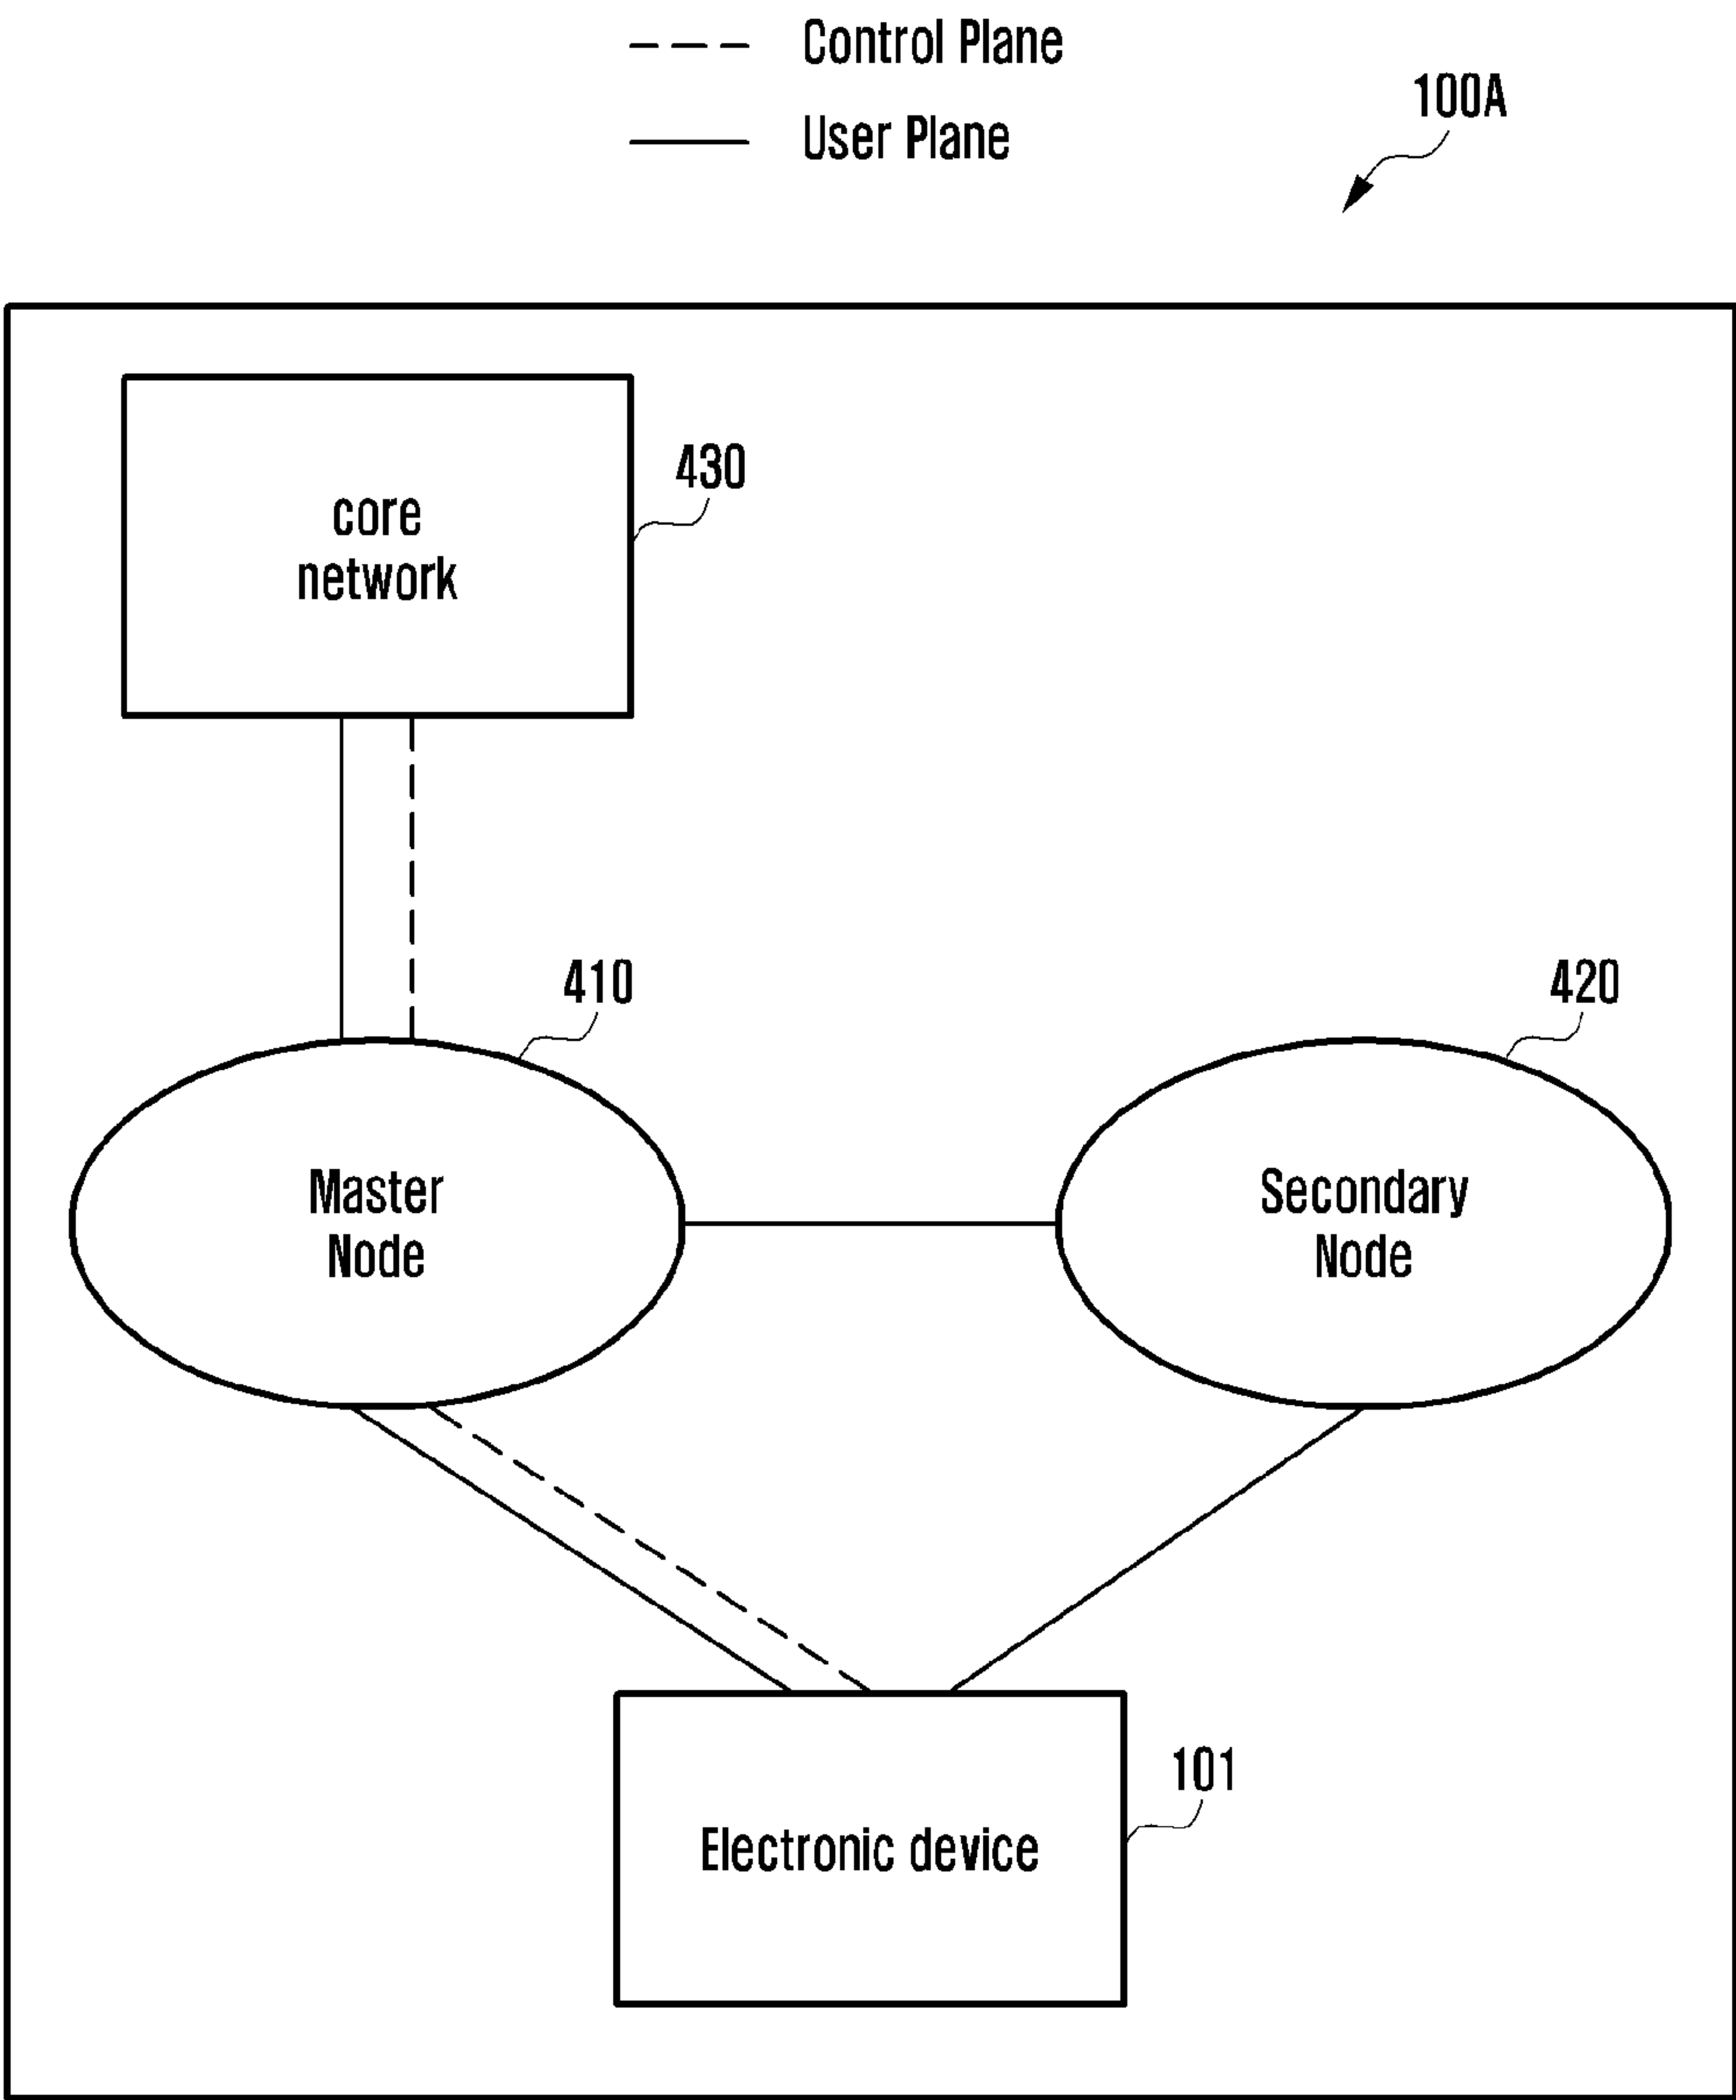 Control Plane
User Plane
100A
core
network
430
410
420
Master
Node
Secondary
Node
101
Electronic device